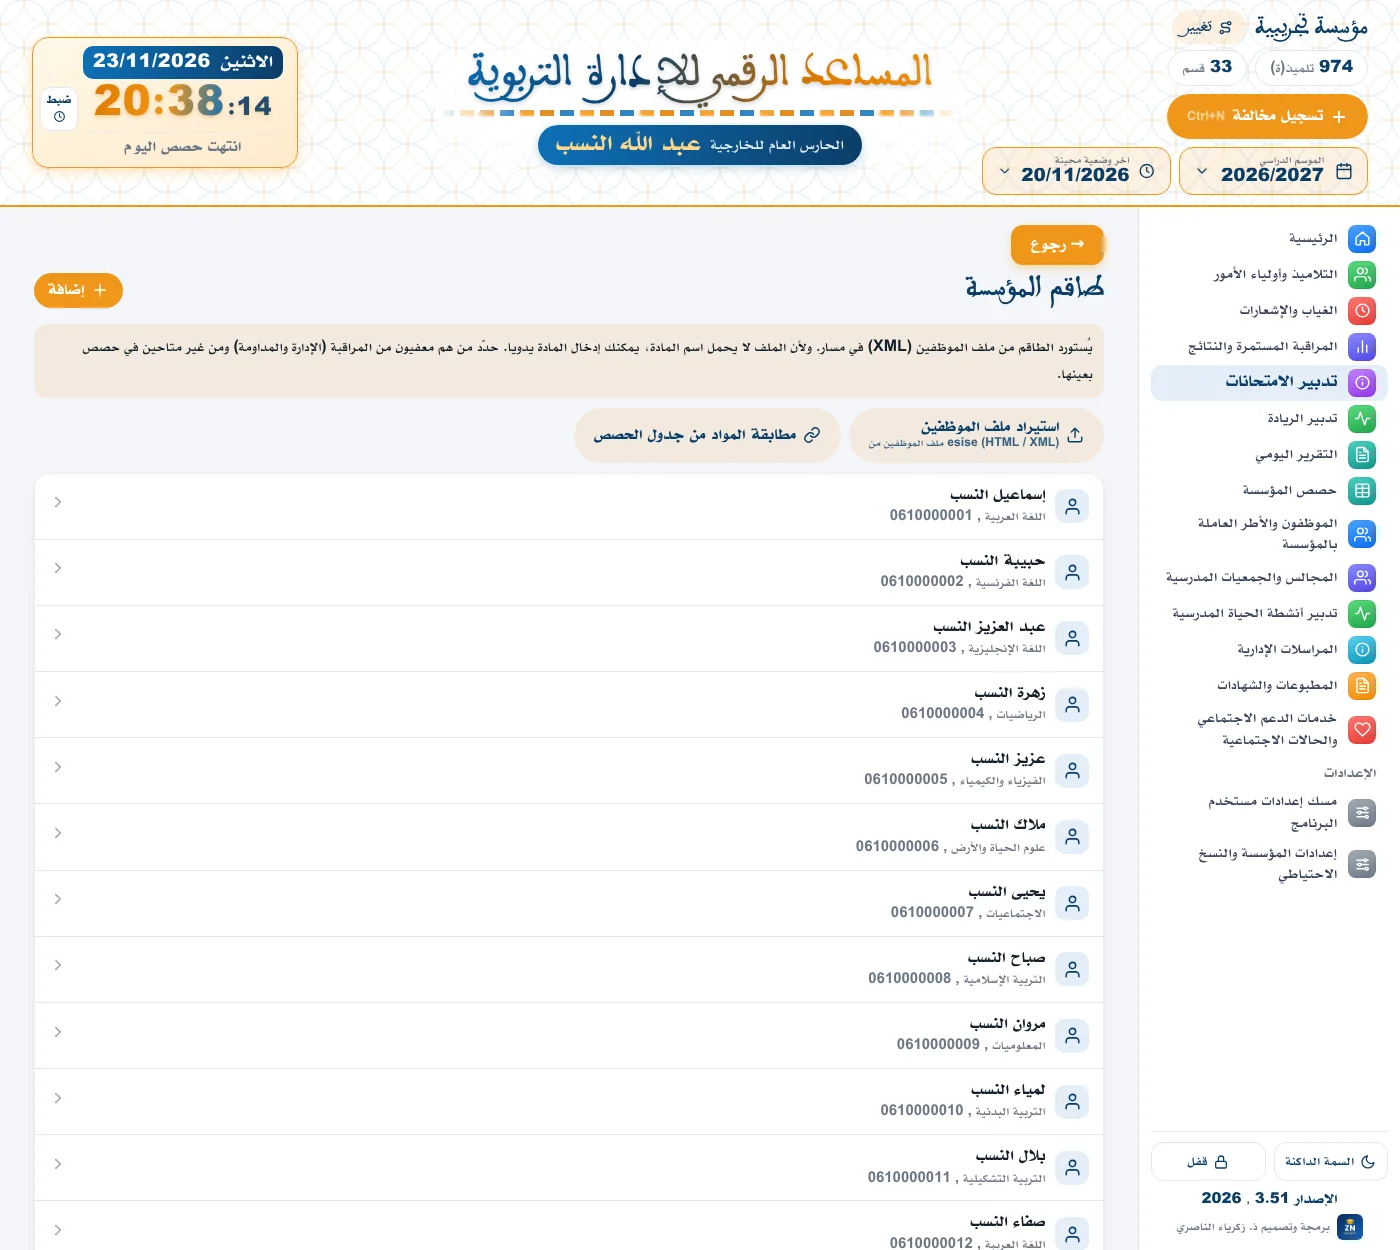 مؤسسة تجريبية
تغيير
974 تلميذ(ة)
33 قسم
تسجيل مخالفة Ctrl+N
الموسم الدراسي
2026/2027
آخر وضعية محينة
20/11/2026
المساعد الرقمي للإدارة التربوية
الحارس العام للخارجية عبد الله النسب
الاثنين 23/11/2026
20:38:14
ضبط
انتهت حصص اليوم
الرئيسية
التلاميذ وأولياء الأمور
الغياب والإشعارات
المراقبة المستمرة والنتائج
تدبير الامتحانات
تدبير الريادة
التقرير اليومي
حصص المؤسسة
الموظفون والأطر العاملة
بالمؤسسة
المجالس والجمعيات المدرسية
تدبير أنشطة الحياة المدرسية
المراسلات الإدارية
المطبوعات والشهادات
خدمات الدعم الاجتماعي
والحالات الاجتماعية
الإعدادات
مسك إعدادات مستخدم
البرنامج
إعدادات المؤسسة والنسخ
الاحتياطي
السمة الداكنة
قفل
الإصدار 3.51 , 2026
برمجة وتصميم ذ. زكرياء الناصري
ZN
→ رجوع
طاقم المؤسسة
+ إضافة
يُستورد الطاقم من ملف الموظفين (XML) في مسار. ولأن الملف لا يحمل اسم المادة، يمكنك إدخال المادة يدويا. حدّد من هم معفيون من المراقبة (الإدارة والمداومة) ومن غير متاحين في حصص
بعينها.
استيراد ملف الموظفين
ملف الموظفين من esise (HTML / XML)
مطابقة المواد من جدول الحصص
إسماعيل النسب
اللغة العربية , 0610000001
حبيبة النسب
اللغة الفرنسية , 0610000002
عبد العزيز النسب
اللغة الإنجليزية , 0610000003
زهرة النسب
الرياضيات , 0610000004
عزيز النسب
الفيزياء والكيمياء , 0610000005
ملاك النسب
علوم الحياة والأرض , 0610000006
يحيى النسب
الاجتماعيات , 0610000007
صباح النسب
التربية الإسلامية , 0610000008
مروان النسب
المعلوميات , 0610000009
لمياء النسب
التربية البدنية , 0610000010
بلال النسب
التربية التشكيلية , 0610000011
صفاء النسب
اللغة العربية , 0610000012